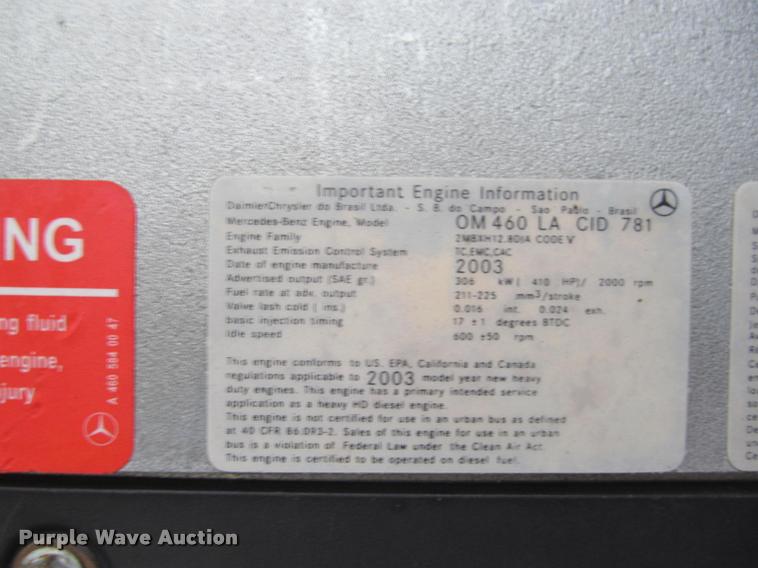 NG
ng fluid
engine,
jury
A 460 584 00 47
Important Engine Information
DaimlerChrysler do Brasil Ltda. - S. B. do Campo - Sao Paulo - Brasil
Mercedes-Benz Engine, Model OM 460 LA CID 781
Engine Family 2MBXH12.8DJA CODE V
Exhaust Emission Control System TC,EMC,CAC
Date of engine manufacture 2003
Advertised output (SAE gr.) 306 kW( 410 HP)/ 2000 rpm
Fuel rate at adv. output 211-225 mm3/stroke
Valve lash cold ( ins.) 0.016 int. 0.024 exh.
basic injection timing 17 ±1 degrees BTDC
Idle speed 600 ±50 rpm
This engine conforms to US. EPA, California and Canada
regulations applicable to 2003 model year new heavy
duty engines. This engine has a primary intended service
application as a heavy HD diesel engine.
This engine is not certified for use in an urban bus as defined
at 40 CFR 86.093-2. Sales of this engine for use in an urban
bus is a violation of Federal Law under the Clean Air Act.
This engine is certified to be operated on diesel fuel.
Purple Wave Auction